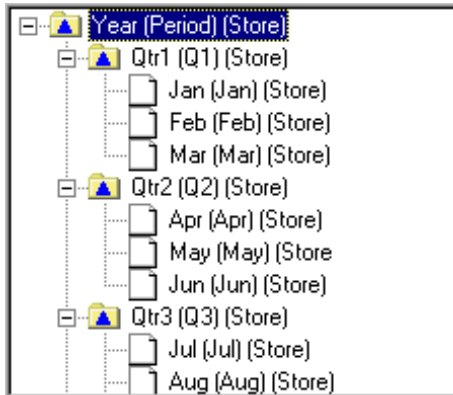 Year (Period) (Store)
Qtr1 (Q1) (Store)
Jan (Jan) (Store)
Feb (Feb) (Store)
Mar (Mar) (Store)
Qtr2 (Q2) (Store)
Apr (Apr) (Store)
May (May) (Store
Jun (Jun) (Store)
Qtr3 (Q3) (Store)
Jul (Jul) (Store)
Aug (Aug) (Store)